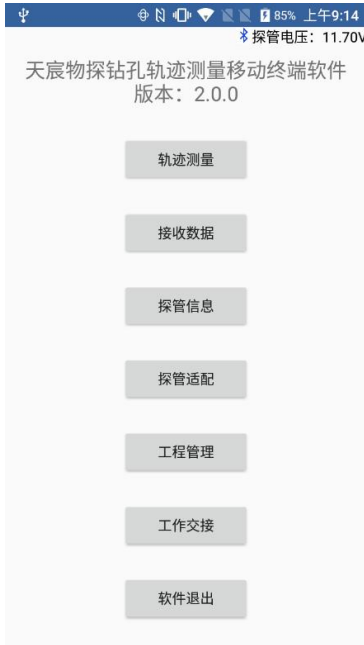 85% 上午9:14
探管电压：11.70V
天宸物探钻孔轨迹测量移动终端软件
版本：2.0.0
轨迹测量
接收数据
探管信息
探管适配
工程管理
工作交接
软件退出